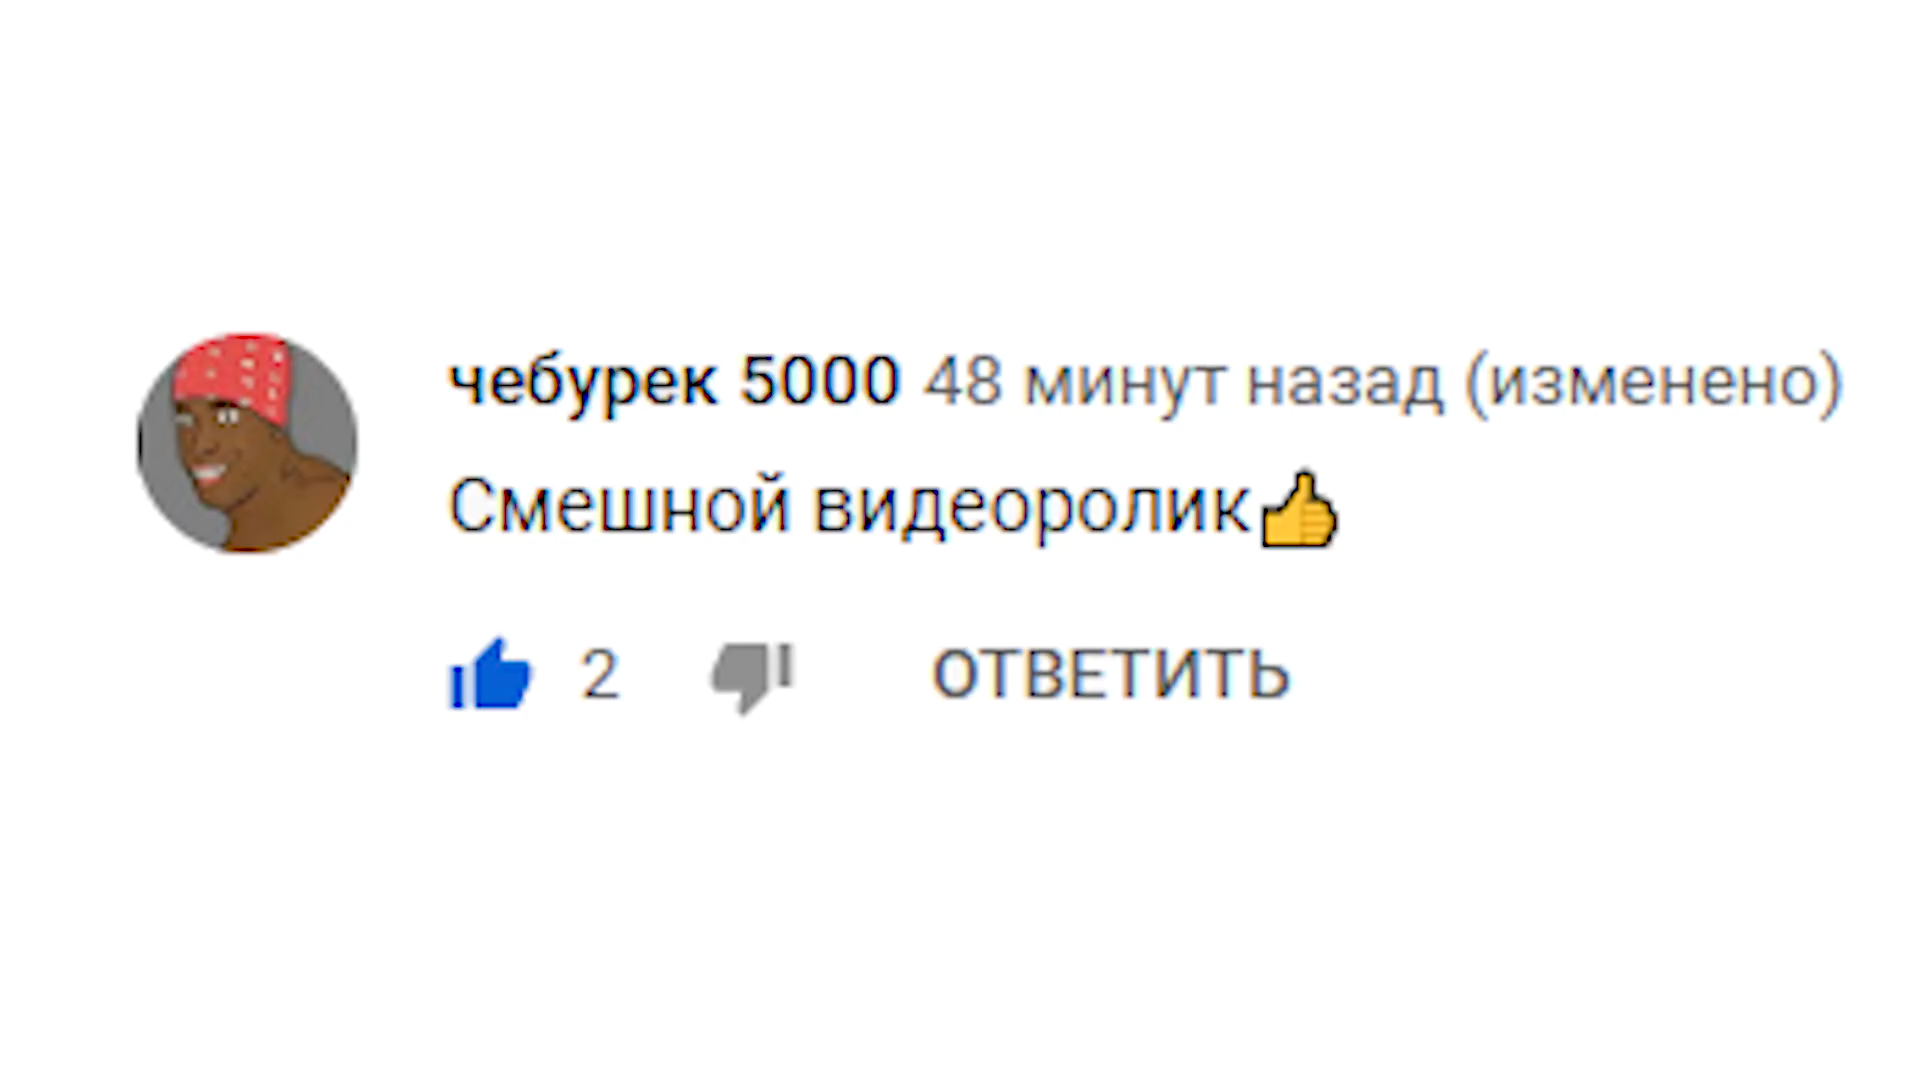 чебурек 5000 48 минут назад (изменено)
Смешной видеоролик👍
2 ОТВЕТИТЬ